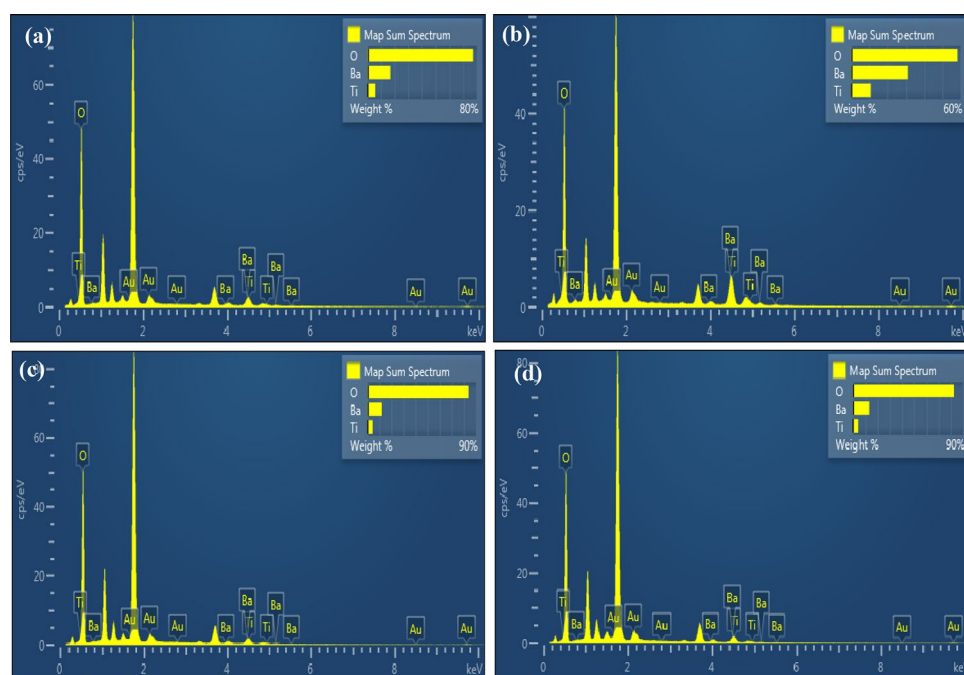 (a)
Map Sum Spectrum
O
Ba
Ti
Weight % 80%
cps/eV
60
40
20
0
O
Ti
Ba
Au
Au
Au
Ba
Ba
Ti
Ba
Ti
Ba
Au
Au
0 2 4 6 8 keV
(b)
Map Sum Spectrum
O
Ba
Ti
Weight % 60%
cps/eV
40
20
0
O
Ti
Ba
Au
Au
Au
Ba
Ba
Ti
Ba
Ti
Ba
Au
Au
0 2 4 6 8 keV
(c)
Map Sum Spectrum
O
Ba
Ti
Weight % 90%
cps/eV
60
40
20
0
O
Ti
Ba
Au
Au
Au
Ba
Ba
Ti
Ba
Ti
Ba
Au
Au
0 2 4 6 8 keV
(d)
Map Sum Spectrum
O
Ba
Ti
Weight % 90%
cps/eV
80
60
40
20
0
O
Ti
Ba
Au
Au
Au
Ba
Ba
Ti
Ba
Ti
Ba
Au
Au
0 2 4 6 8 keV